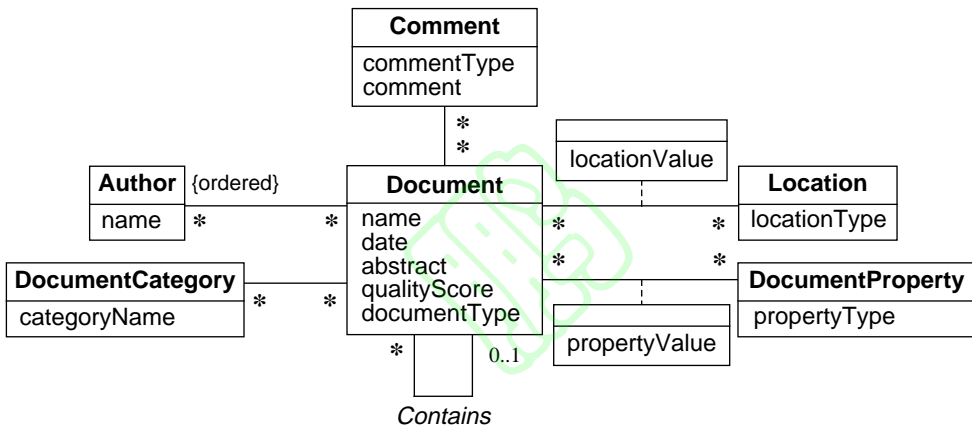 Comment
commentType
comment
*
*
locationValue
Author
name
{ordered}
*
*
Document
name
date
abstract
qualityScore
documentType
*
*
Location
locationType
DocumentCategory
categoryName
*
*
*
*
DocumentProperty
propertyType
propertyValue
*
0..1
Contains